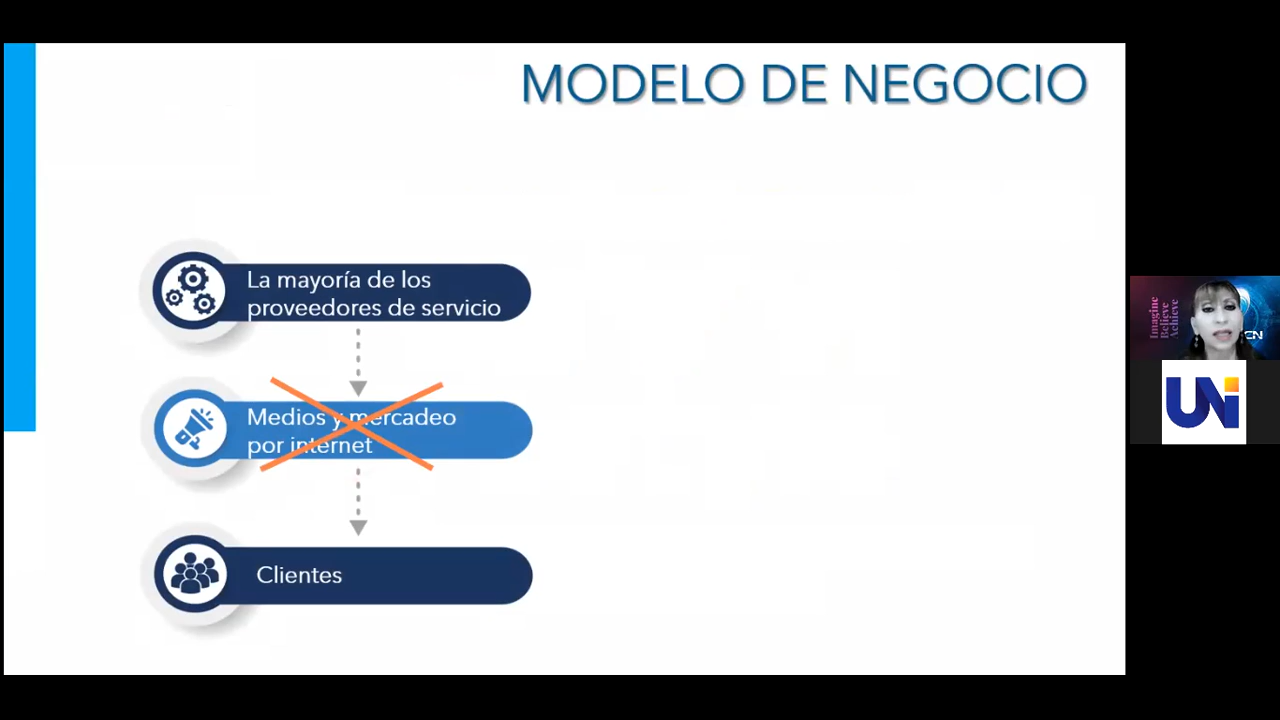 MODELO DE NEGOCIO
La mayoría de los
proveedores de servicio
Medios y mercadeo
por internet
Clientes
Imagine
Believe
Achieve
CN
UNi